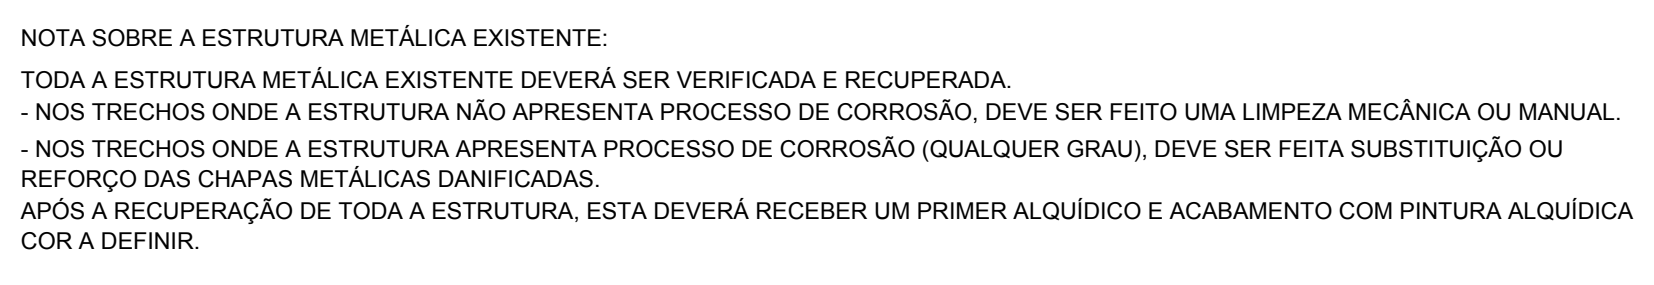 NOTA SOBRE A ESTRUTURA METÁLICA EXISTENTE:
TODA A ESTRUTURA METÁLICA EXISTENTE DEVERÁ SER VERIFICADA E RECUPERADA.
- NOS TRECHOS ONDE A ESTRUTURA NÃO APRESENTA PROCESSO DE CORROSÃO, DEVE SER FEITO UMA LIMPEZA MECÂNICA OU MANUAL.
- NOS TRECHOS ONDE A ESTRUTURA APRESENTA PROCESSO DE CORROSÃO (QUALQUER GRAU), DEVE SER FEITA SUBSTITUIÇÃO OU
REFORÇO DAS CHAPAS METÁLICAS DANIFICADAS.
APÓS A RECUPERAÇÃO DE TODA A ESTRUTURA, ESTA DEVERÁ RECEBER UM PRIMER ALQUÍDICO E ACABAMENTO COM PINTURA ALQUÍDICA
COR A DEFINIR.